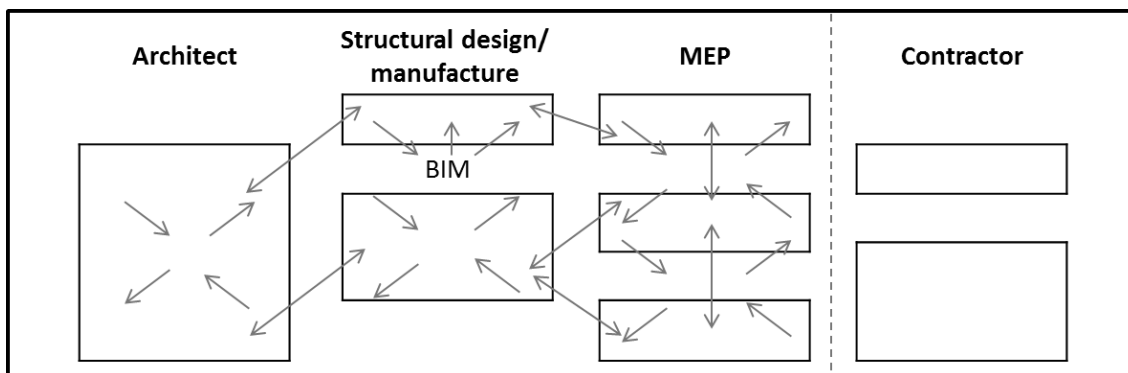 Architect
Structural design/
manufacture
MEP
Contractor
BIM